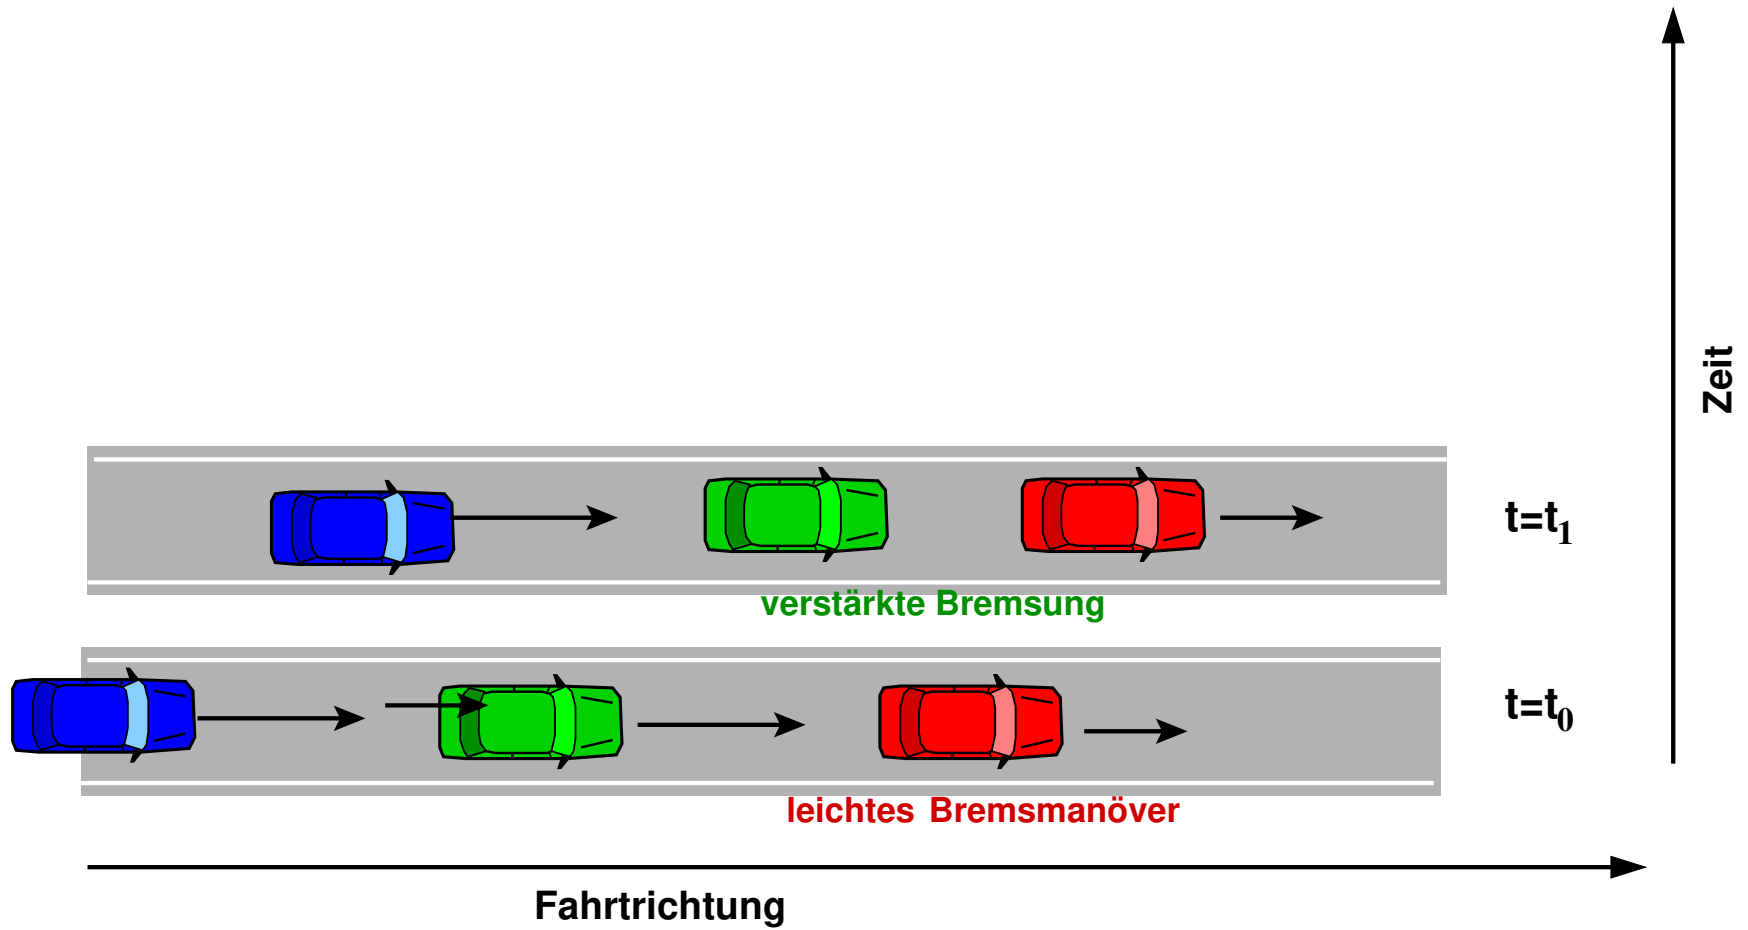 Zeit
t=t1
verstärkte Bremsung
t=t0
leichtes Bremsmanöver
Fahrtrichtung